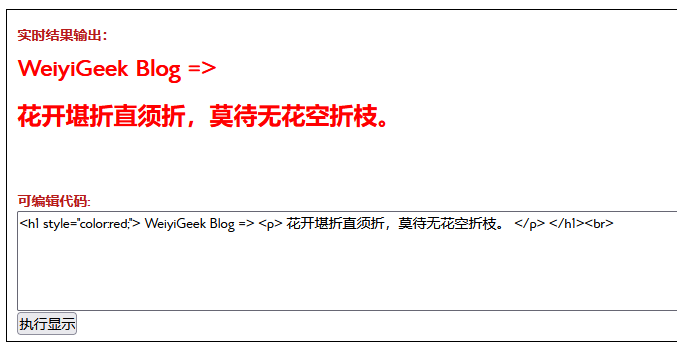 实时结果输出：
WeiyiGeek Blog =>
花开堪折直须折，莫待无花空折枝。
可编辑代码:
<h1 style="color:red;"> WeiyiGeek Blog => <p> 花开堪折直须折，莫待无花空折枝。 </p> </h1><br>
执行显示